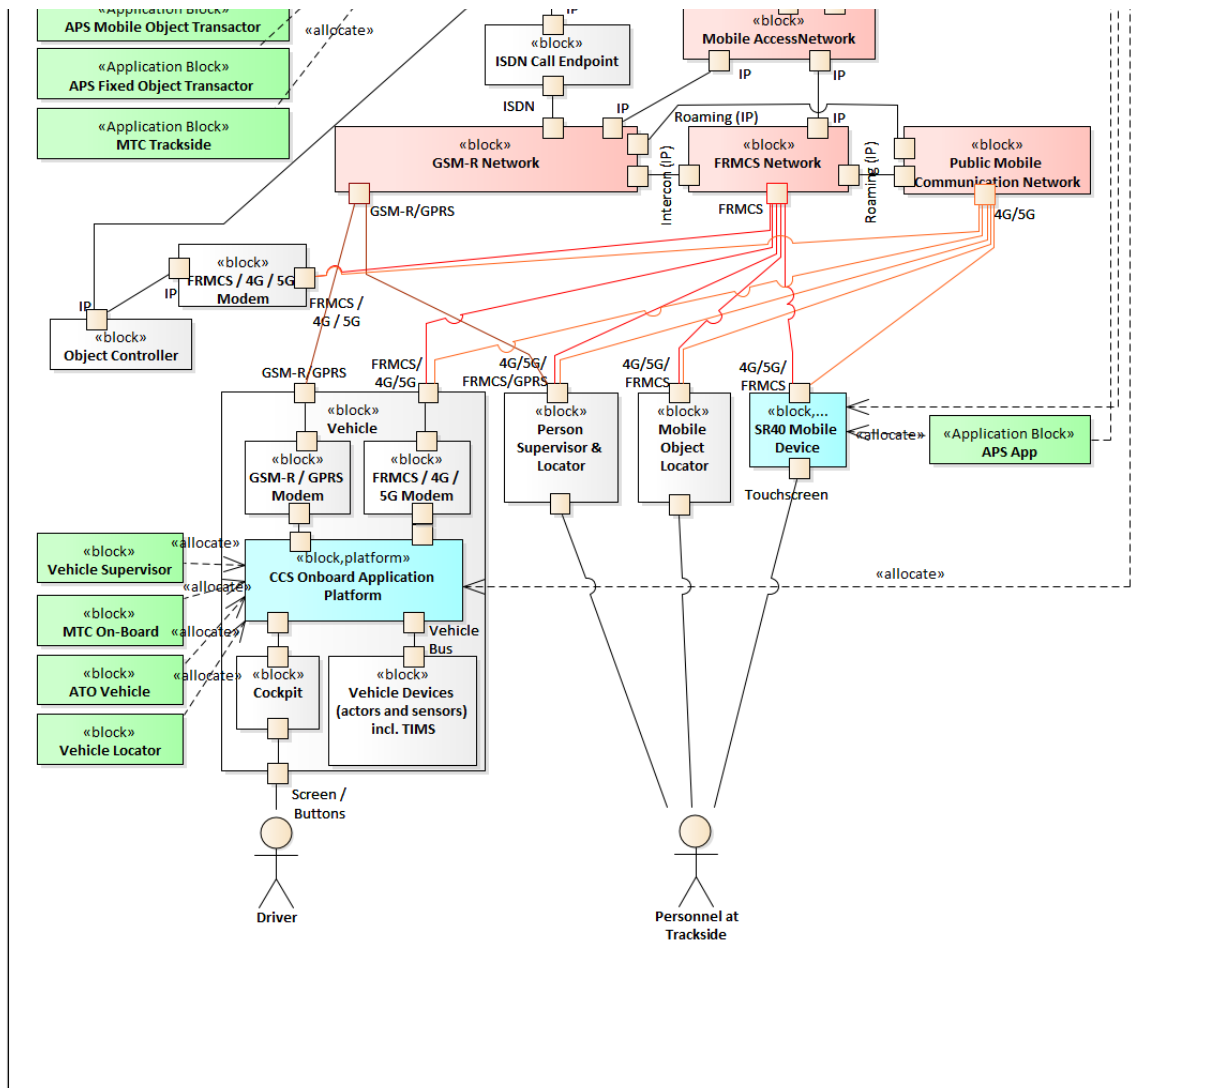 «Application Block»
APS Mobile Object Transactor
«allocate»
«Application Block»
APS Fixed Object Transactor
«Application Block»
MTC Trackside
IP
«block»
ISDN Call Endpoint
ISDN
«block»
Mobile AccessNetwork
IP
IP
IP
Roaming (IP)
IP
«block»
GSM-R Network
Intercon (IP)
«block»
FRMCS Network
Roaming (IP)
«block»
Public Mobile
Communication Network
GSM-R/GPRS
FRMCS
4G/5G
«block»
FRMCS / 4G / 5G
Modem
IP
FRMCS /
4G / 5G
IP
«block»
Object Controller
GSM-R/GPRS
FRMCS/
4G/5G
4G/5G/
FRMCS/GPRS
4G/5G/
FRMCS
4G/5G/
FRMCS
«block»
Vehicle
«block»
GSM-R / GPRS
Modem
«block»
FRMCS / 4G /
5G Modem
«block»
Person
Supervisor &
Locator
«block»
Mobile
Object
Locator
«block,...
SR40 Mobile
Device
Touchscreen
«allocate»
«Application Block»
APS App
«block»
Vehicle Supervisor
«allocate»
«block»
MTC On-Board
«allocate»
«block»
ATO Vehicle
«allocate»
«block»
Vehicle Locator
«allocate»
«block,platform»
CCS Onboard Application
Platform
«allocate»
Vehicle
Bus
«block»
Cockpit
«block»
Vehicle Devices
(actors and sensors)
incl. TIMS
Screen /
Buttons
Driver
Personnel at
Trackside